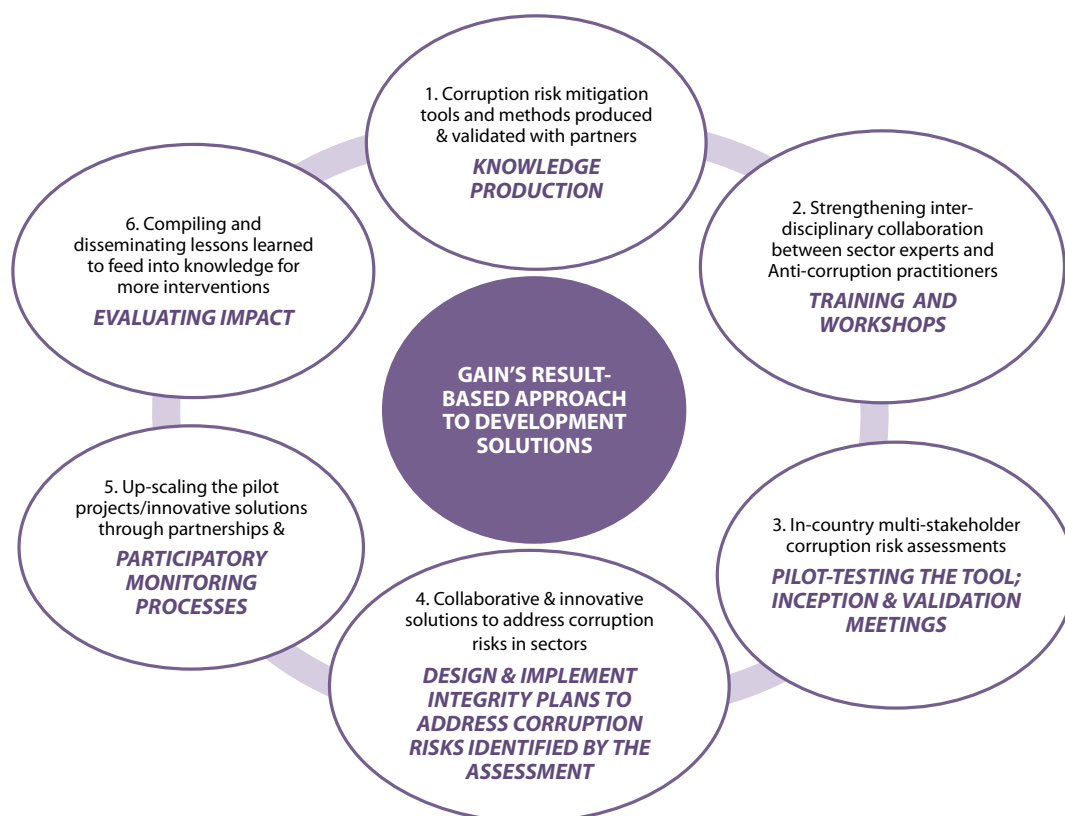 1. Corruption risk mitigation
tools and methods produced
& validated with partners
KNOWLEDGE
PRODUCTION
2. Strengthening inter-
disciplinary collaboration
between sector experts and
Anti-corruption practitioners
TRAINING AND
WORKSHOPS
3. In-country multi-stakeholder
corruption risk assessments
PILOT-TESTING THE TOOL;
INCEPTION & VALIDATION
MEETINGS
4. Collaborative & innovative
solutions to address corruption
risks in sectors
DESIGN & IMPLEMENT
INTEGRITY PLANS TO
ADDRESS CORRUPTION
RISKS IDENTIFIED BY THE
ASSESSMENT
5. Up-scaling the pilot
projects/innovative solutions
through partnerships &
PARTICIPATORY
MONITORING
PROCESSES
6. Compiling and
disseminating lessons learned
to feed into knowledge for
more interventions
EVALUATING IMPACT
GAIN'S RESULT-
BASED APPROACH
TO DEVELOPMENT
SOLUTIONS